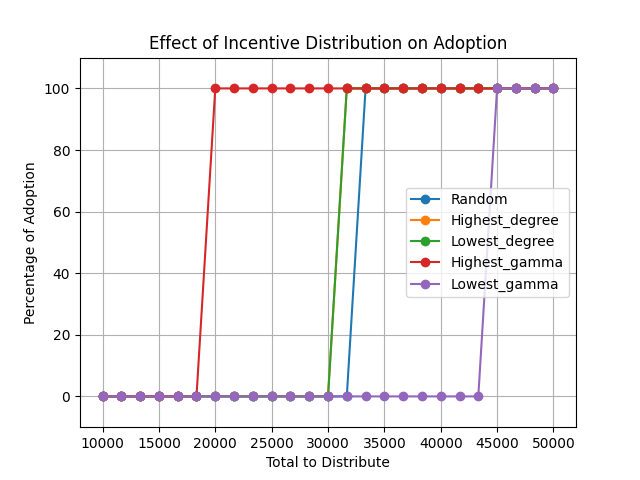 Effect of Incentive Distribution on Adoption
Percentage of Adoption
100
80
60
40
20
0
Random
Highest_degree
Lowest_degree
Highest_gamma
Lowest_gamma
10000 15000 20000 25000 30000 35000 40000 45000 50000
Total to Distribute